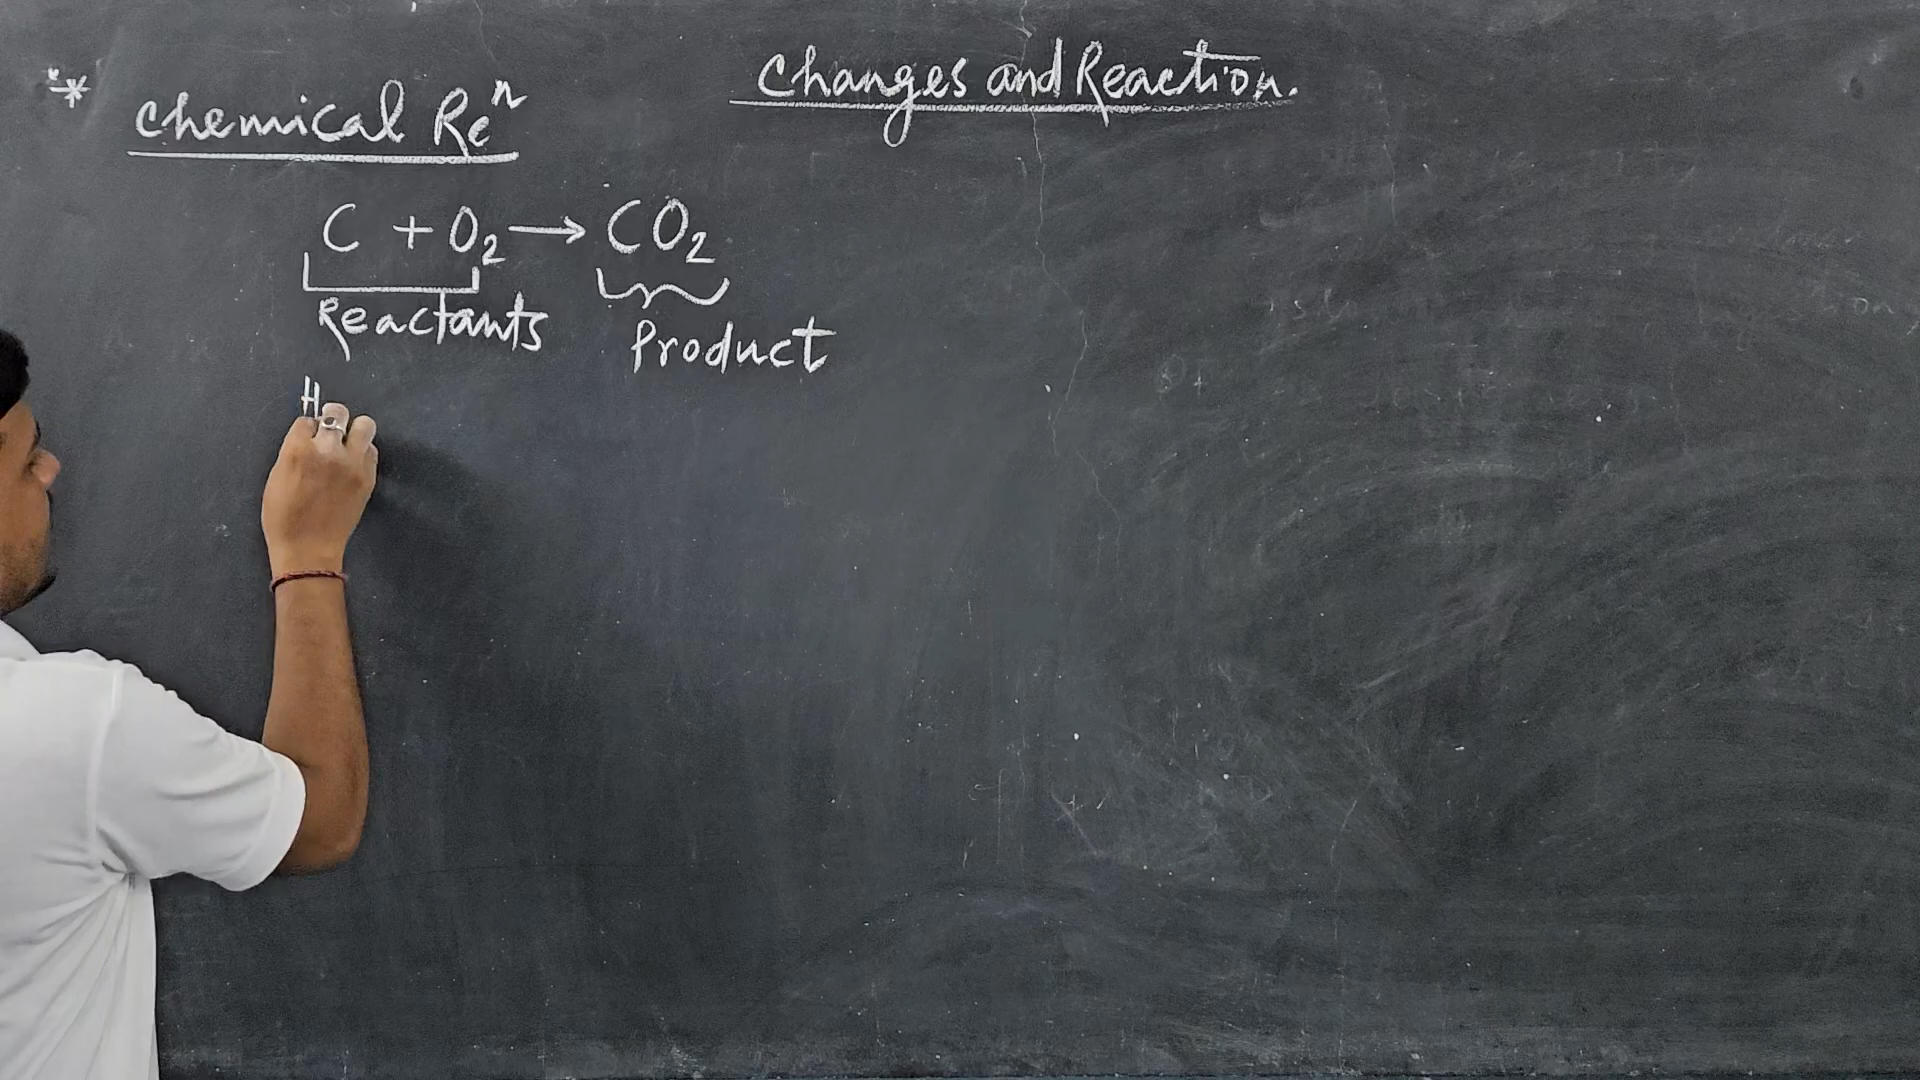 Changes and Reaction.
* Chemical Reⁿ
C + O₂ → CO₂
Reactants
Product
H